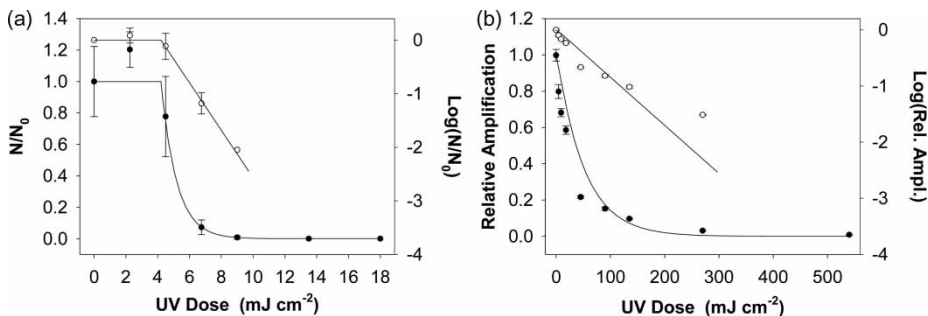 (a)
1.4
1.2
1.0
0.8
0.6
0.4
0.2
0.0
N/N₀
0
-1
-2
-3
-4
Log(N/N₀)
0 2 4 6 8 10 12 14 16 18
UV Dose (mJ cm⁻²)
(b)
1.2
1.0
0.8
0.6
0.4
0.2
0.0
Relative Amplification
0
-1
-2
-3
-4
Log(Rel. Ampl.)
0 100 200 300 400 500
UV Dose (mJ cm⁻²)